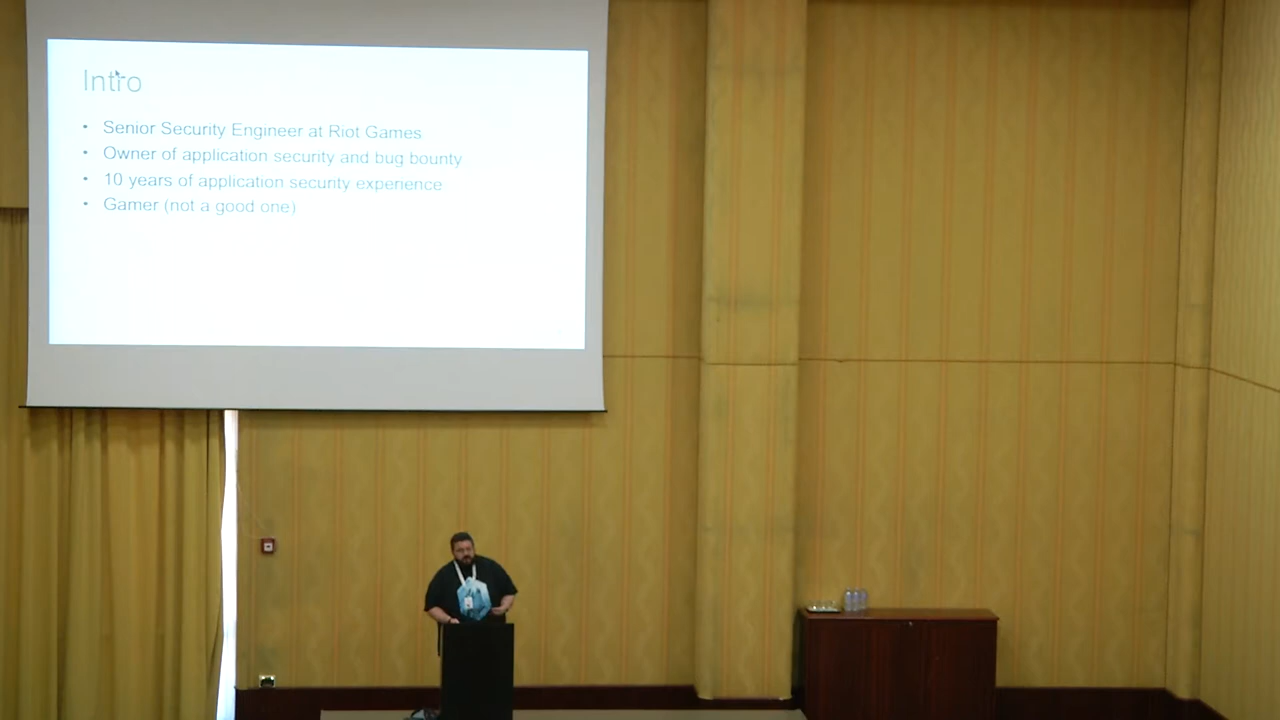 Intro
• Senior Security Engineer at Riot Games
• Owner of application security and bug bounty
• 10 years of application security experience
• Gamer (not a good one)